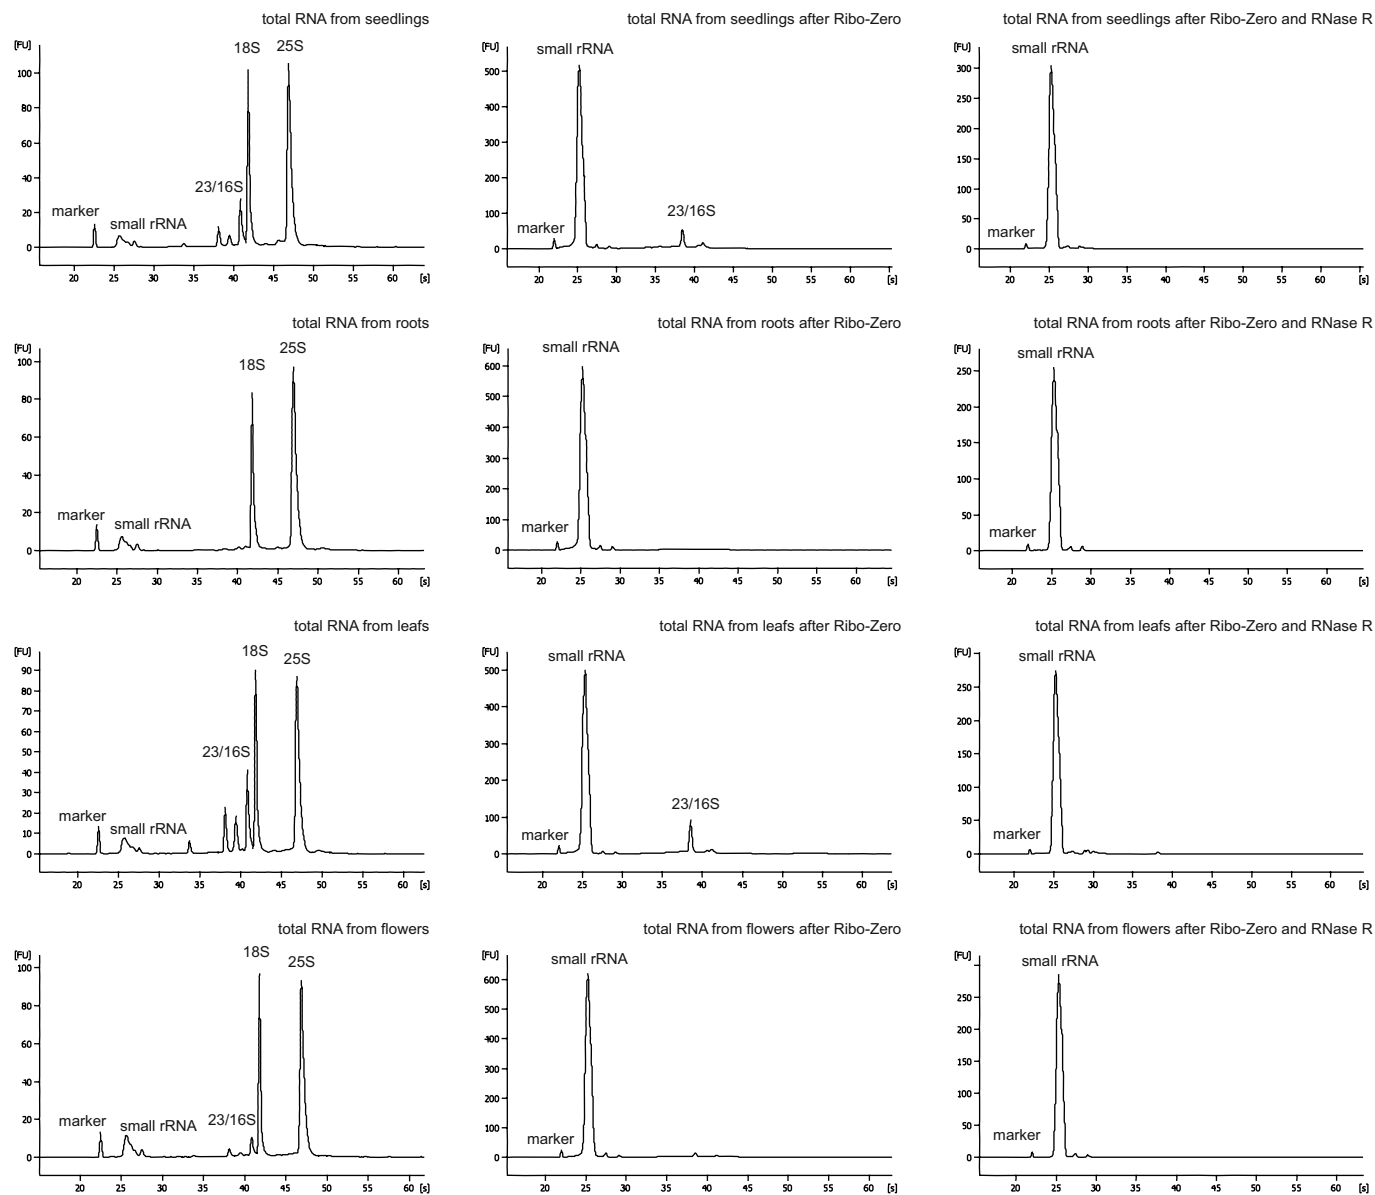 total RNA from seedlings
[FU]
18S 25S
100
80
60
40
20
0
23/16S
marker
small rRNA
20 25 30 35 40 45 50 55 60 [s]
total RNA from seedlings after Ribo-Zero
[FU]
small rRNA
500
400
300
200
100
0
23/16S
marker
20 25 30 35 40 45 50 55 60 [s]
total RNA from seedlings after Ribo-Zero and RNase R
[FU]
small rRNA
300
250
200
150
100
50
0
marker
20 25 30 35 40 45 50 55 60 [s]
total RNA from roots
[FU]
25S
18S
100
80
60
40
20
0
marker
small rRNA
20 25 30 35 40 45 50 55 60 [s]
total RNA from roots after Ribo-Zero
[FU]
small rRNA
600
500
400
300
200
100
0
marker
20 25 30 35 40 45 50 55 60 [s]
total RNA from roots after Ribo-Zero and RNase R
[FU]
small rRNA
250
200
150
100
50
0
marker
20 25 30 35 40 45 50 55 60 [s]
total RNA from leafs
[FU]
18S
25S
90
80
70
60
50
40
30
20
10
0
23/16S
marker
small rRNA
20 25 30 35 40 45 50 55 60 [s]
total RNA from leafs after Ribo-Zero
[FU]
small rRNA
500
400
300
200
100
0
23/16S
marker
20 25 30 35 40 45 50 55 60 [s]
total RNA from leafs after Ribo-Zero and RNase R
[FU]
small rRNA
250
200
150
100
50
0
marker
20 25 30 35 40 45 50 55 60 [s]
total RNA from flowers
[FU]
18S
25S
100
80
60
40
20
0
marker
small rRNA
23/16S
20 25 30 35 40 45 50 55 60 [s]
total RNA from flowers after Ribo-Zero
[FU]
small rRNA
600
500
400
300
200
100
0
marker
20 25 30 35 40 45 50 55 60 [s]
total RNA from flowers after Ribo-Zero and RNase R
[FU]
small rRNA
250
200
150
100
50
0
marker
20 25 30 35 40 45 50 55 60 [s]